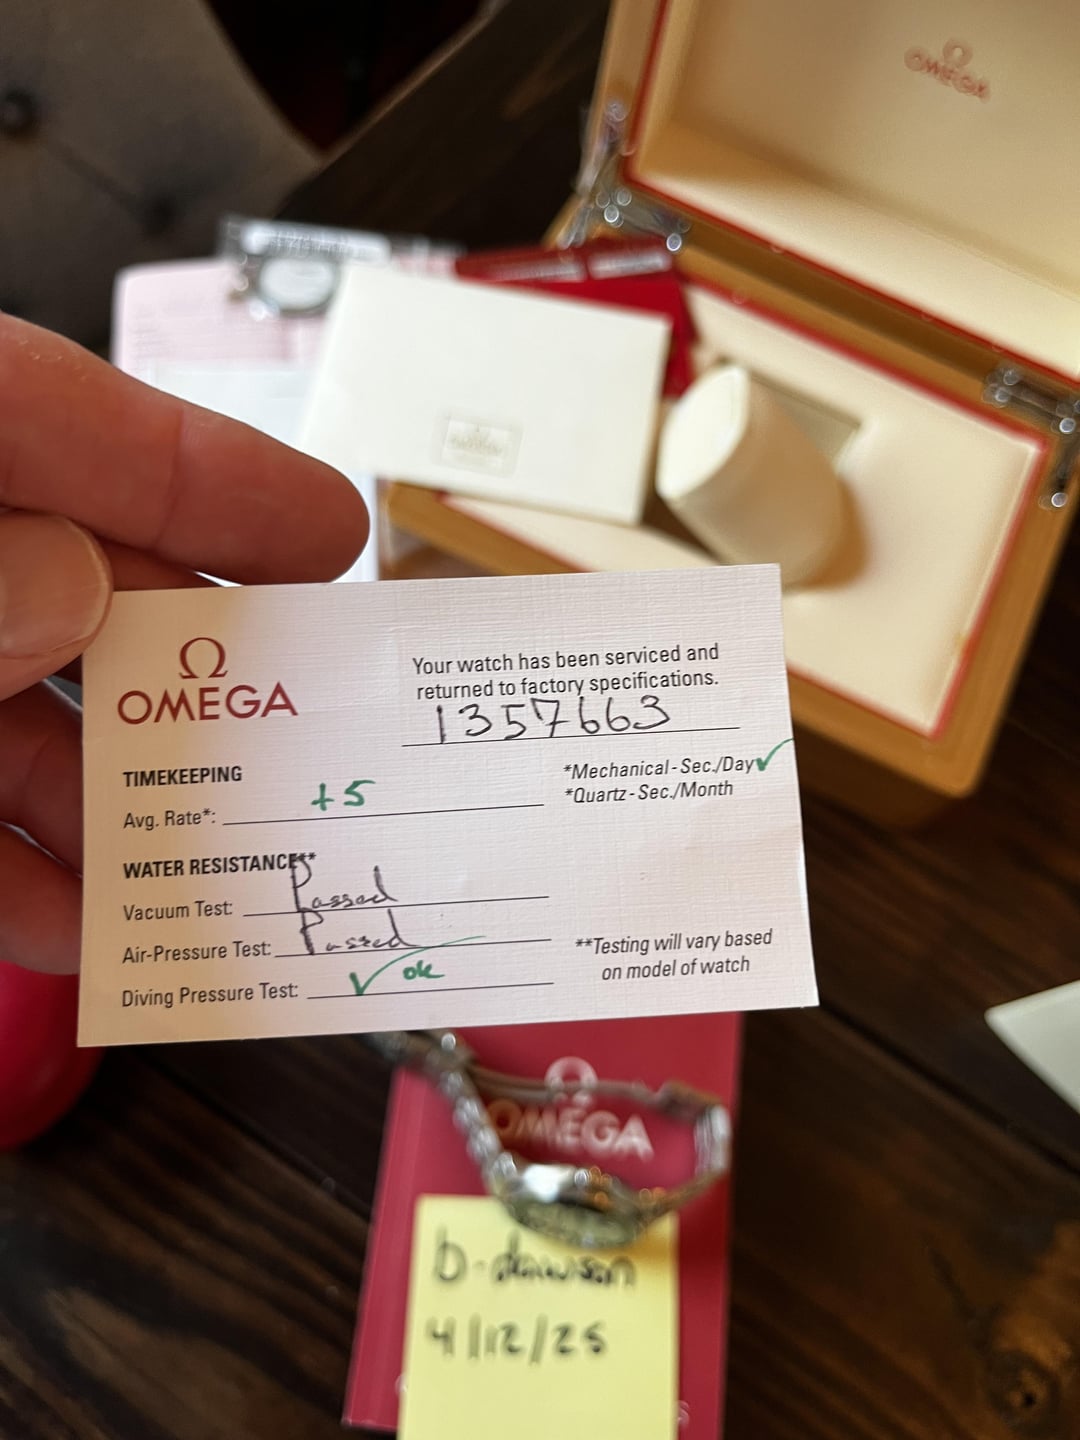 OMEGA
Ω
OMEGA
Your watch has been serviced and
returned to factory specifications.
1357663
TIMEKEEPING
*Mechanical - Sec./Day ✓
*Quartz - Sec./Month
Avg. Rate*: +5
WATER RESISTANCE**
Vacuum Test: Passed
Air-Pressure Test: Passed
**Testing will vary based
on model of watch
Diving Pressure Test: ✓ ok
OMEGA
b-dawson
4/12/25